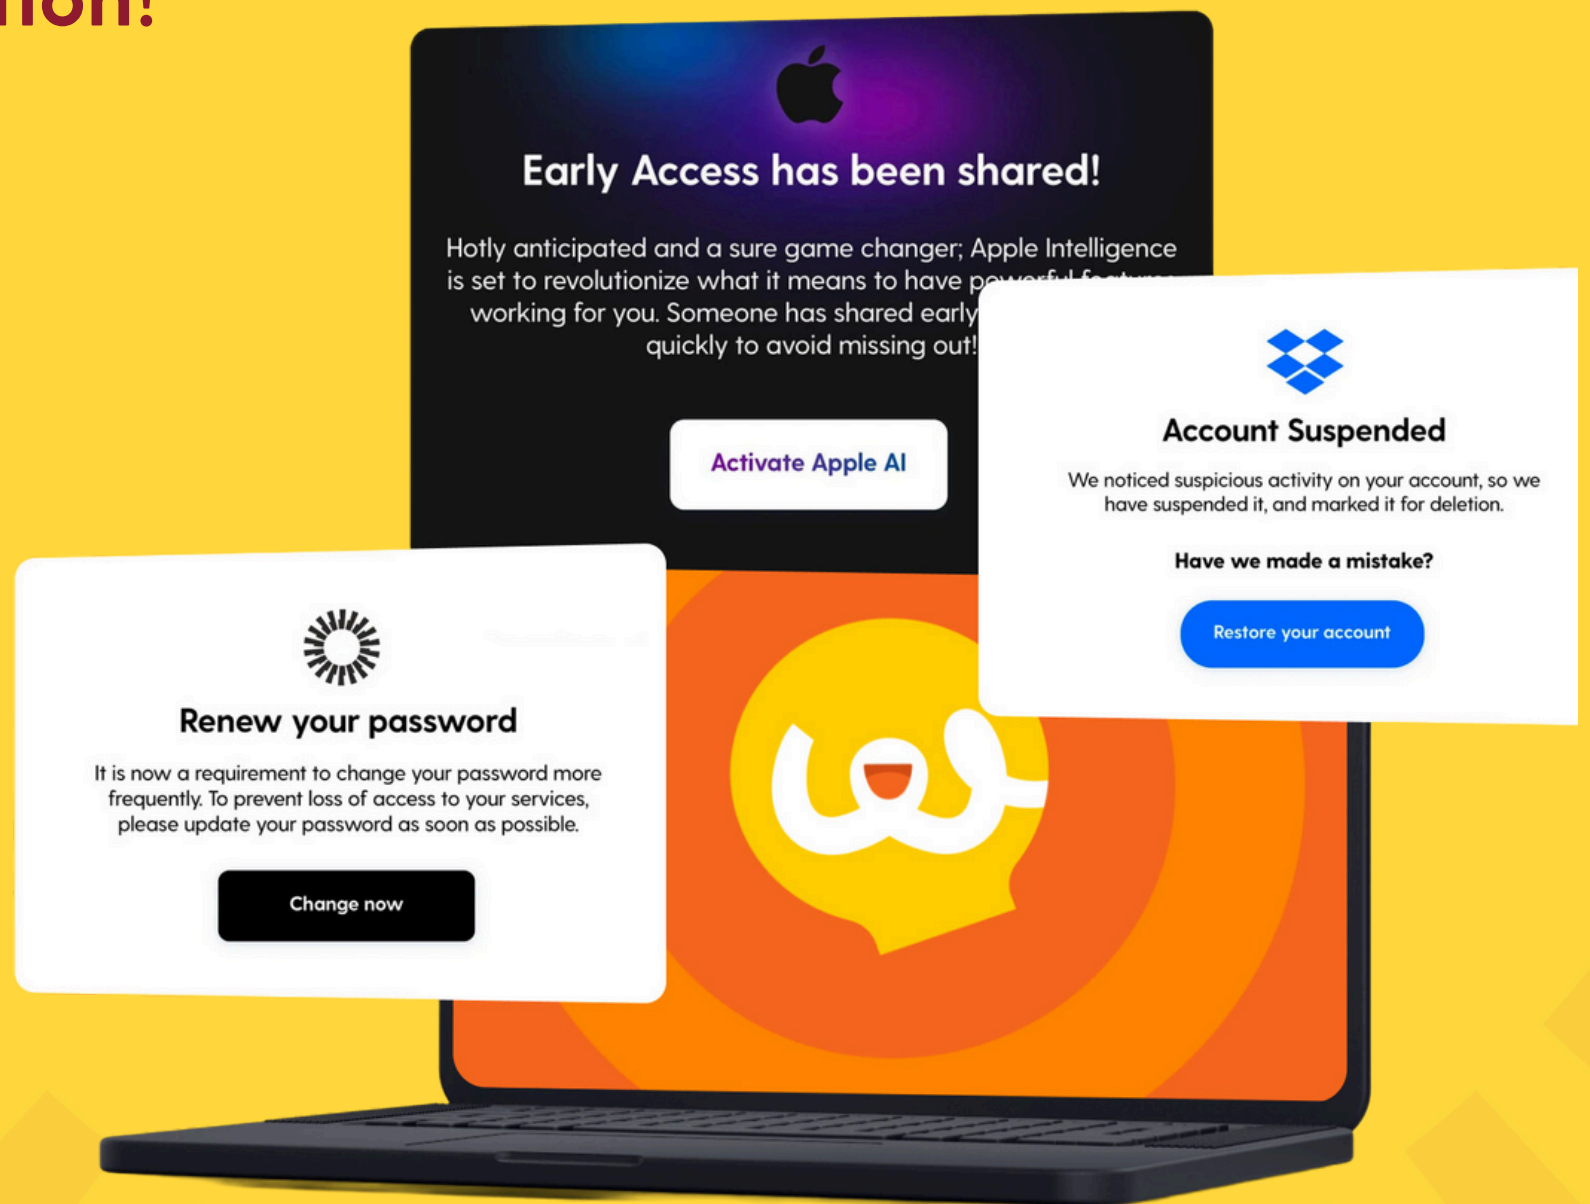 Early Access has been shared!
Hotly anticipated and a sure game changer; Apple Intelligence
is set to revolutionize what it means to have powerful features
working for you. Someone has shared early
quickly to avoid missing out!
Activate Apple AI
Account Suspended
We noticed suspicious activity on your account, so we
have suspended it, and marked it for deletion.
Have we made a mistake?
Restore your account
Renew your password
It is now a requirement to change your password more
frequently. To prevent loss of access to your services,
please update your password as soon as possible.
Change now